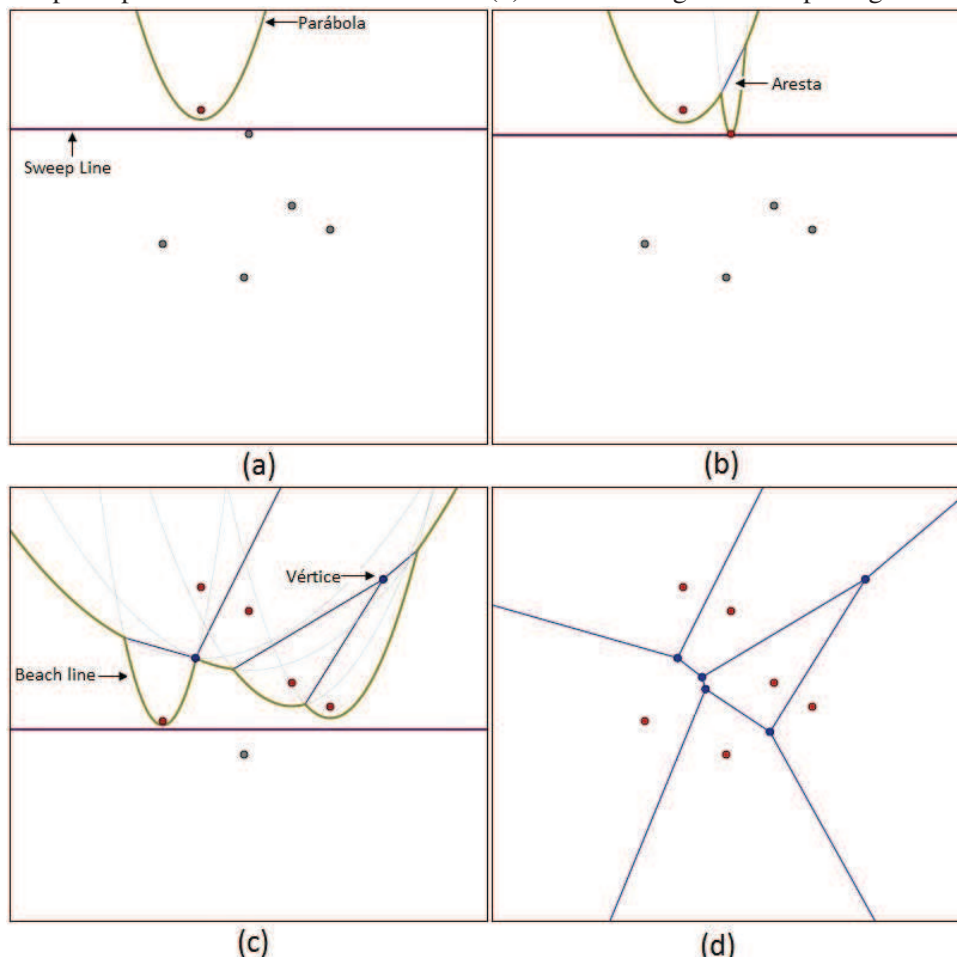 Parábola
Sweep Line
(a)
Aresta
(b)
Vértice
Beach line
(c)
(d)